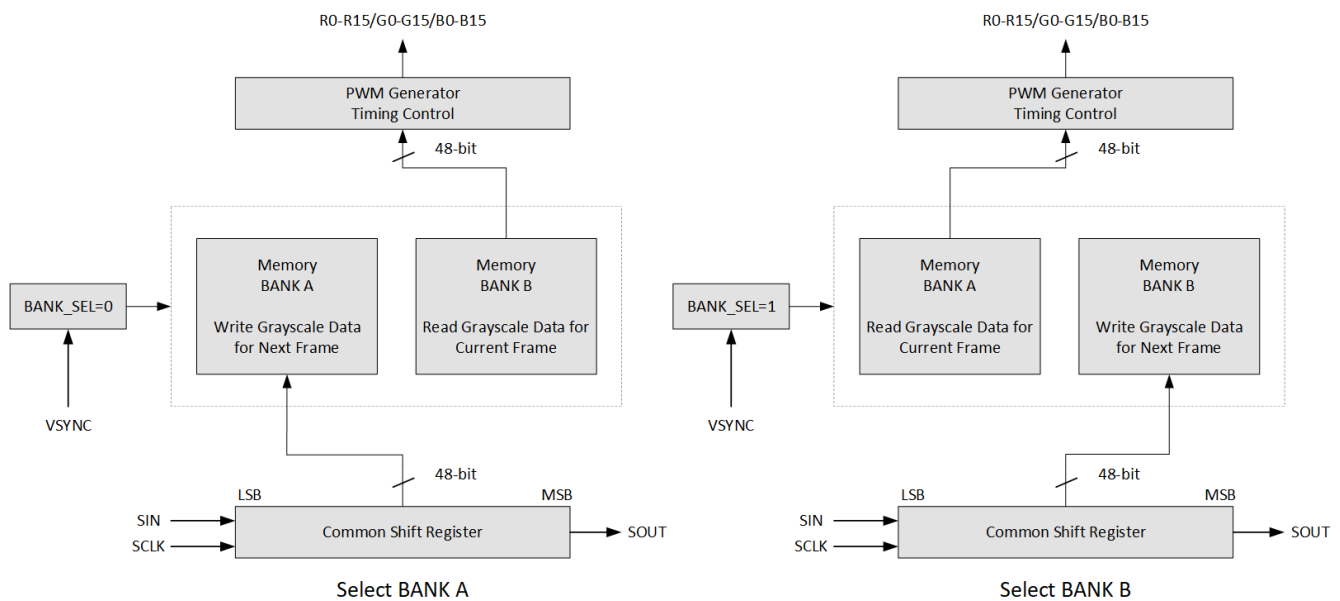 R0-R15/G0-G15/B0-B15
PWM Generator
Timing Control
48-bit
Memory
BANK A
Write Grayscale Data
for Next Frame
Memory
BANK B
Read Grayscale Data for
Current Frame
BANK_SEL=0
VSYNC
48-bit
LSB
MSB
SIN
SCLK
Common Shift Register
SOUT
Select BANK A
R0-R15/G0-G15/B0-B15
PWM Generator
Timing Control
48-bit
Memory
BANK A
Read Grayscale Data for
Current Frame
Memory
BANK B
Write Grayscale Data
for Next Frame
BANK_SEL=1
VSYNC
48-bit
LSB
MSB
SIN
SCLK
Common Shift Register
SOUT
Select BANK B